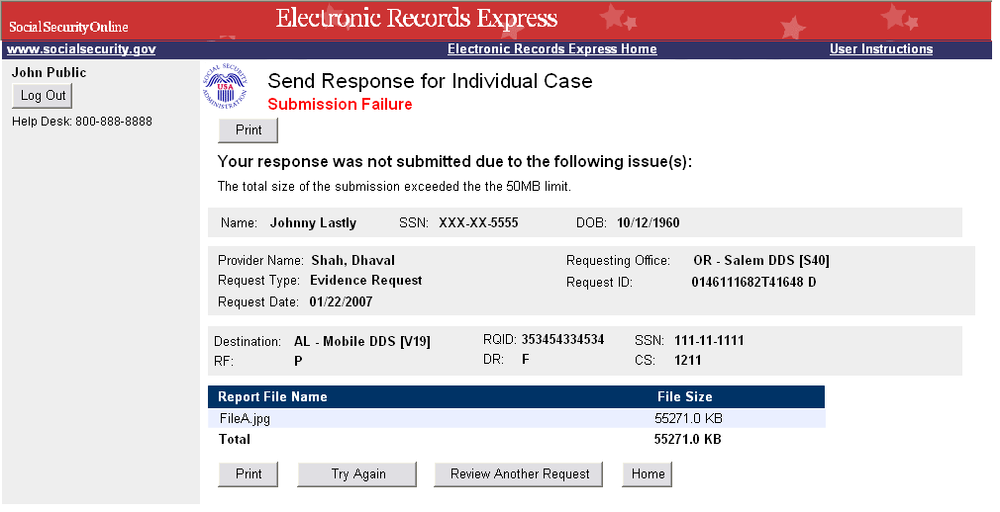 Social Security Online
Electronic Records Express
www.socialsecurity.gov
Electronic Records Express Home
User Instructions
John Public
Log Out
Help Desk: 800-888-8888
SOCIAL SECURITY ADMINISTRATION
USA
Send Response for Individual Case
Submission Failure
Print
Your response was not submitted due to the following issue(s):
The total size of the submission exceeded the the 50MB limit.
Name: Johnny Lastly SSN: XXX-XX-5555 DOB: 10/12/1960
Provider Name: Shah, Dhaval Requesting Office: OR - Salem DDS [S40]
Request Type: Evidence Request Request ID: 0146111682T41648 D
Request Date: 01/22/2007
Destination: AL - Mobile DDS [V19] RQID: 353454334534 SSN: 111-11-1111
RF: P DR: F CS: 1211
Report File Name File Size
FileA.jpg 55271.0 KB
Total 55271.0 KB
Print Try Again Review Another Request Home